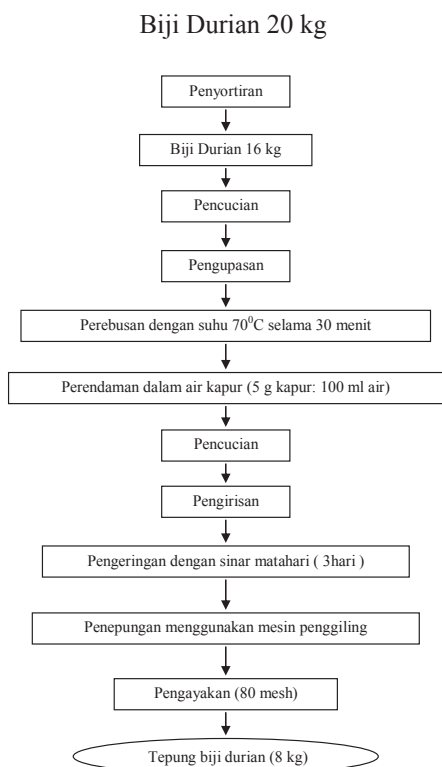 Biji Durian 20 kg
Penyortiran
Biji Durian 16 kg
Pencucian
Pengupasan
Perebusan dengan suhu 70⁰C selama 30 menit
Perendaman dalam air kapur (5 g kapur: 100 ml air)
Pencucian
Pengirisan
Pengeringan dengan sinar matahari ( 3hari )
Penepungan menggunakan mesin penggiling
Pengayakan (80 mesh)
Tepung biji durian (8 kg)